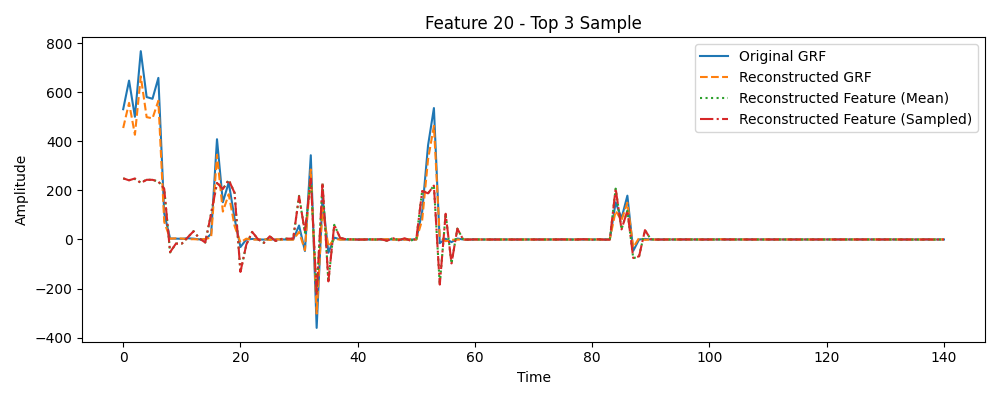 Feature 20 - Top 3 Sample
Original GRF
Reconstructed GRF
Reconstructed Feature (Mean)
Reconstructed Feature (Sampled)
Amplitude
800
600
400
200
0
−200
−400
0 20 40 60 80 100 120 140
Time